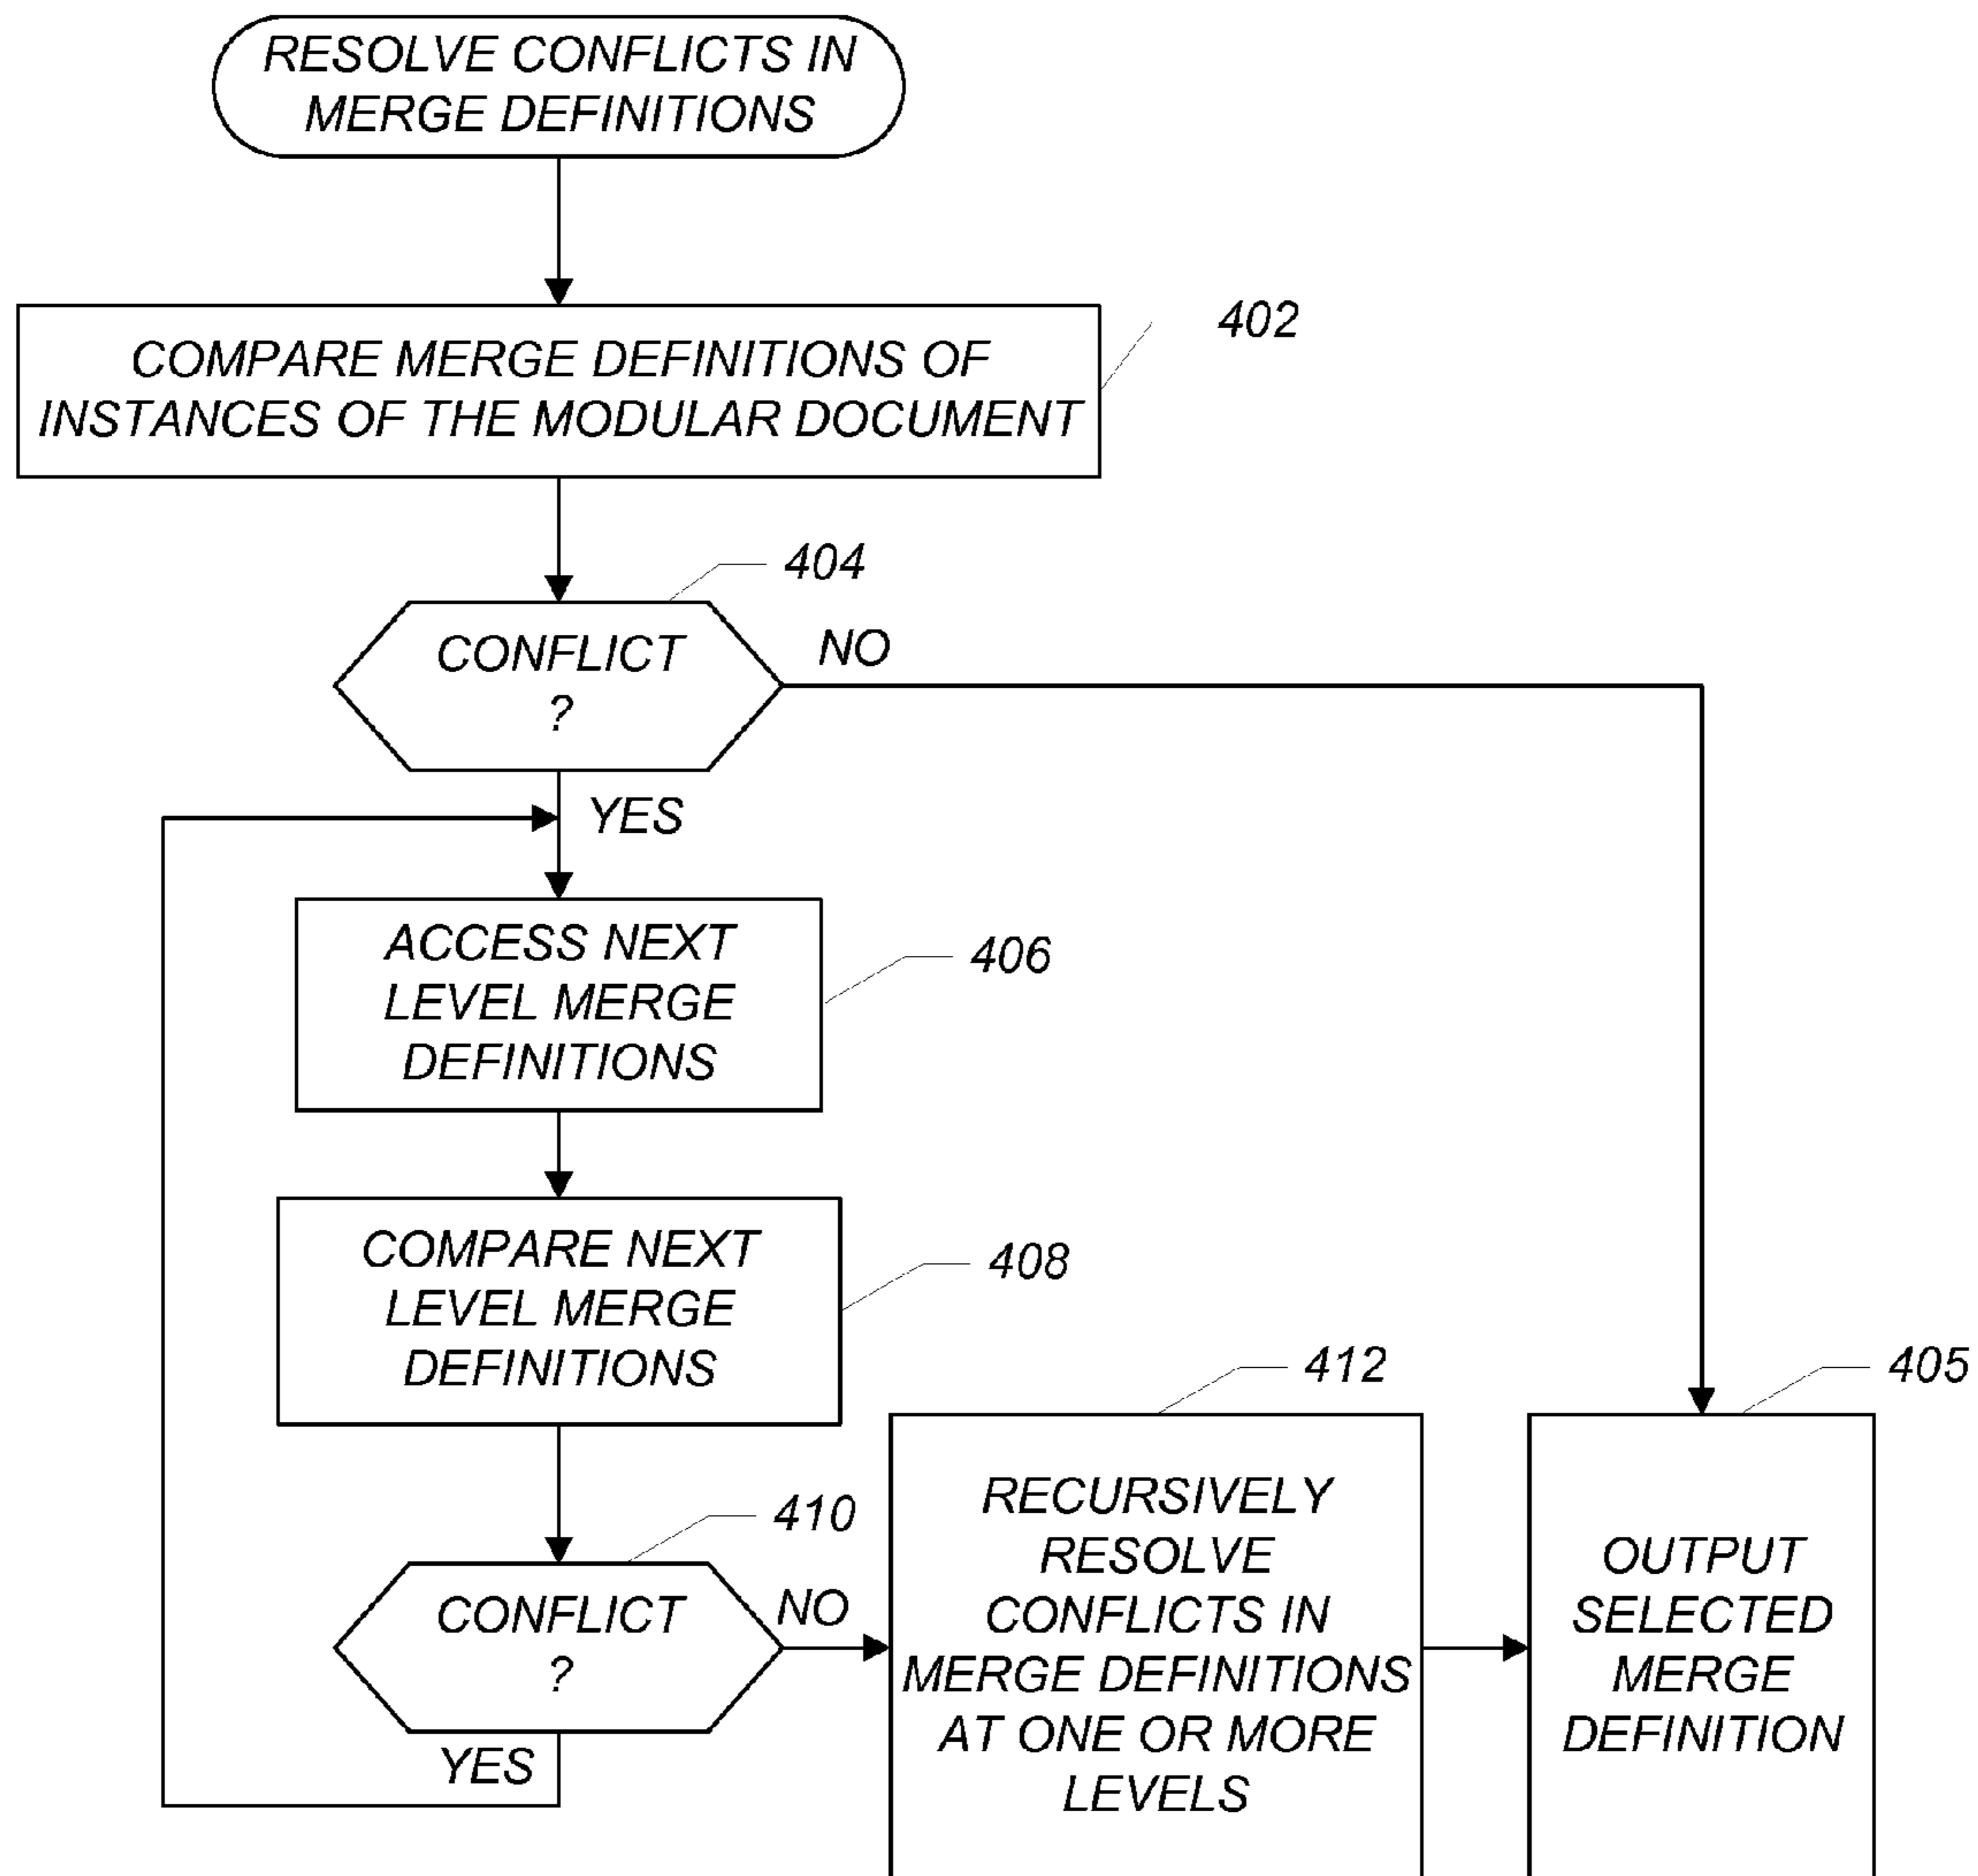 RESOLVE CONFLICTS IN
MERGE DEFINITIONS
COMPARE MERGE DEFINITIONS OF
INSTANCES OF THE MODULAR DOCUMENT
402
404
CONFLICT
?
NO
YES
ACCESS NEXT
LEVEL MERGE
DEFINITIONS
406
COMPARE NEXT
LEVEL MERGE
DEFINITIONS
408
410
CONFLICT
?
NO
YES
412
RECURSIVELY
RESOLVE
CONFLICTS IN
MERGE DEFINITIONS
AT ONE OR MORE
LEVELS
405
OUTPUT
SELECTED
MERGE
DEFINITION